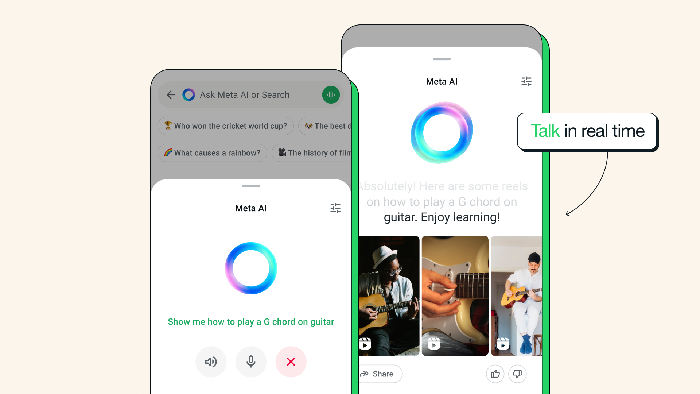 Ask Meta AI or Search
Who won the cricket world cup?
The best d
What causes a rainbow?
The history of film
Meta AI
Show me how to play a G chord on guitar
Meta AI
Absolutely! Here are some reels
on how to play a G chord on
guitar. Enjoy learning!
Share
Talk in real time